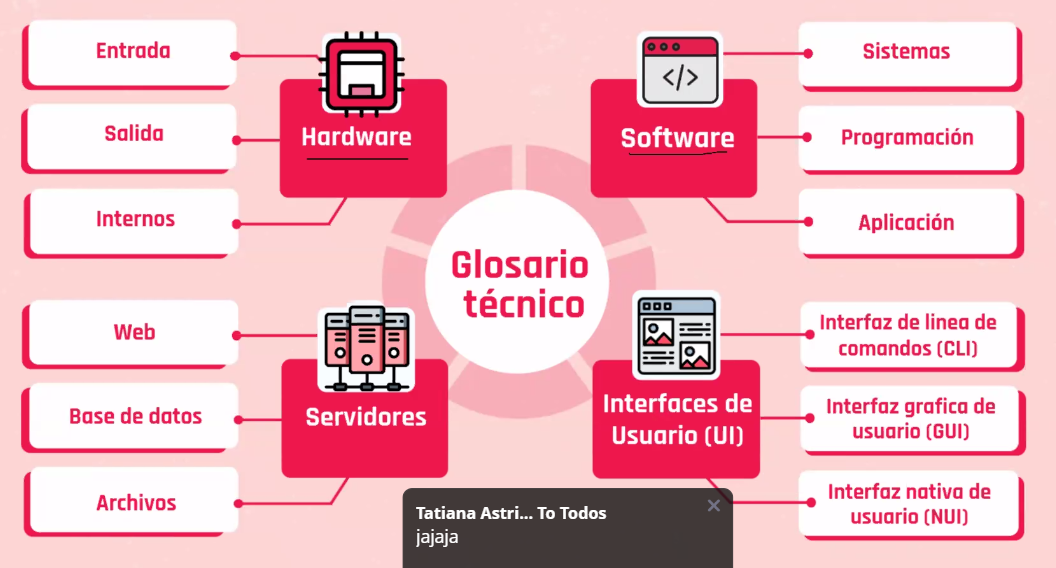 Entrada
Salida
Internos
Hardware
Software
Sistemas
Programación
Aplicación
Glosario
técnico
Web
Base de datos
Archivos
Servidores
Interfaces de
Usuario (UI)
Interfaz de linea de
comandos (CLI)
Interfaz grafica de
usuario (GUI)
Interfaz nativa de
usuario (NUI)
Tatiana Astri... To Todos
jajaja